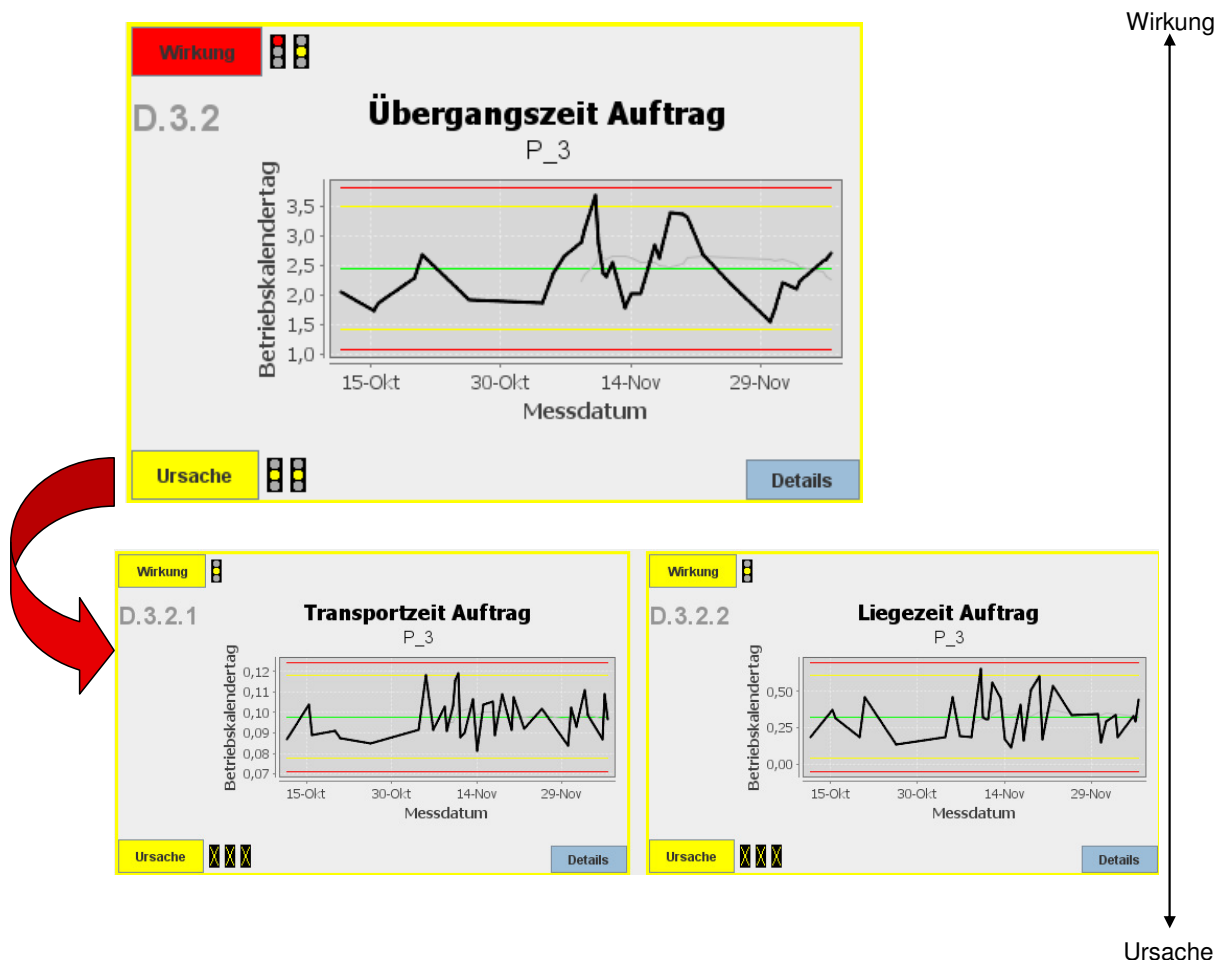 Wirkung
Wirkung
D.3.2
Übergangszeit Auftrag
P_3
Betriebskalendertag
3,5
3,0
2,5
2,0
1,5
1,0
15-Okt 30-Okt 14-Nov 29-Nov
Messdatum
Ursache
Details
Wirkung
D.3.2.1
Transportzeit Auftrag
P_3
Betriebskalendertag
0,12
0,11
0,10
0,09
0,08
0,07
15-Okt 30-Okt 14-Nov 29-Nov
Messdatum
Ursache
Details
Wirkung
D.3.2.2
Liegezeit Auftrag
P_3
Betriebskalendertag
0,50
0,25
0,00
15-Okt 30-Okt 14-Nov 29-Nov
Messdatum
Ursache
Details
Ursache